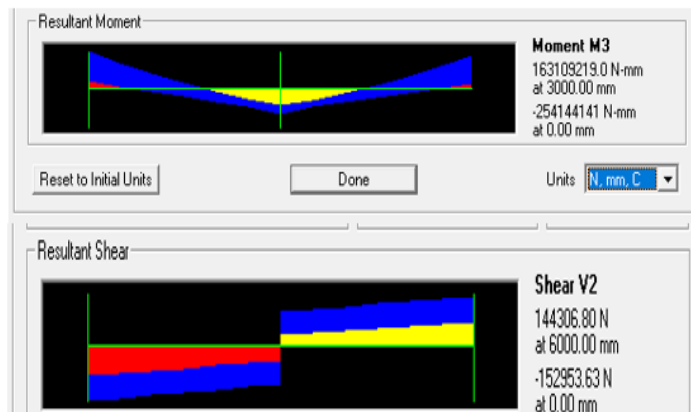 Resultant Moment
Moment M3
163109219.0 N-mm
at 3000.00 mm
-254144141 N-mm
at 0.00 mm
Reset to Initial Units
Done
Units
N, mm, C
Resultant Shear
Shear V2
144306.80 N
at 6000.00 mm
-152953.63 N
at 0.00 mm